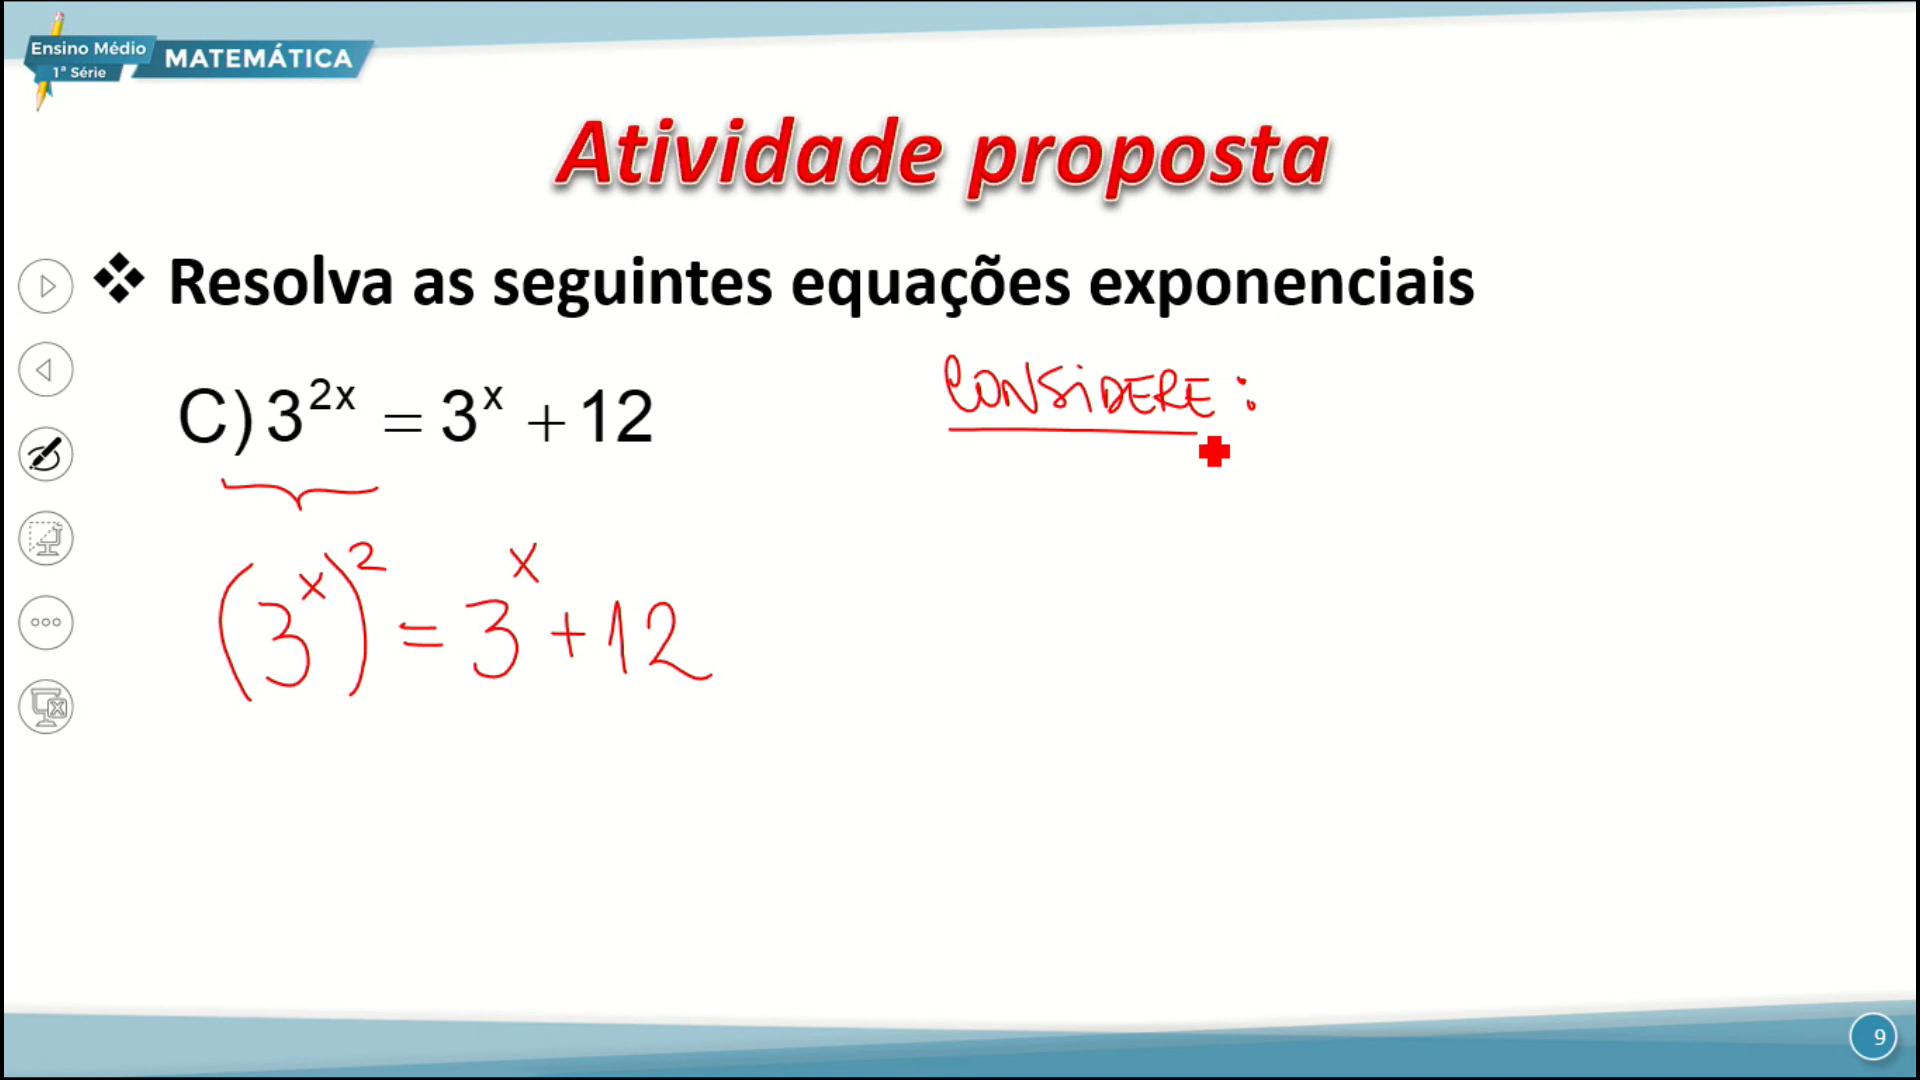 Ensino Médio
1ª Série
MATEMÁTICA
Atividade proposta
❖ Resolva as seguintes equações exponenciais
C) 3^{2x} = 3^x + 12
CONSIDERE:
(3^x)^2 = 3^x + 12
9